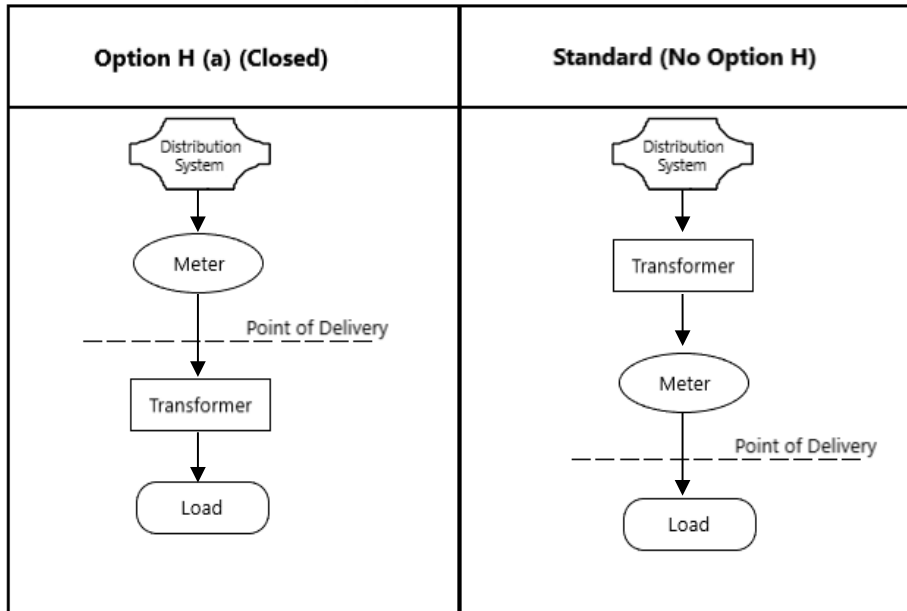 Option H (a) (Closed)
Standard (No Option H)
Distribution
System
Meter
Point of Delivery
Transformer
Load
Distribution
System
Transformer
Meter
Point of Delivery
Load